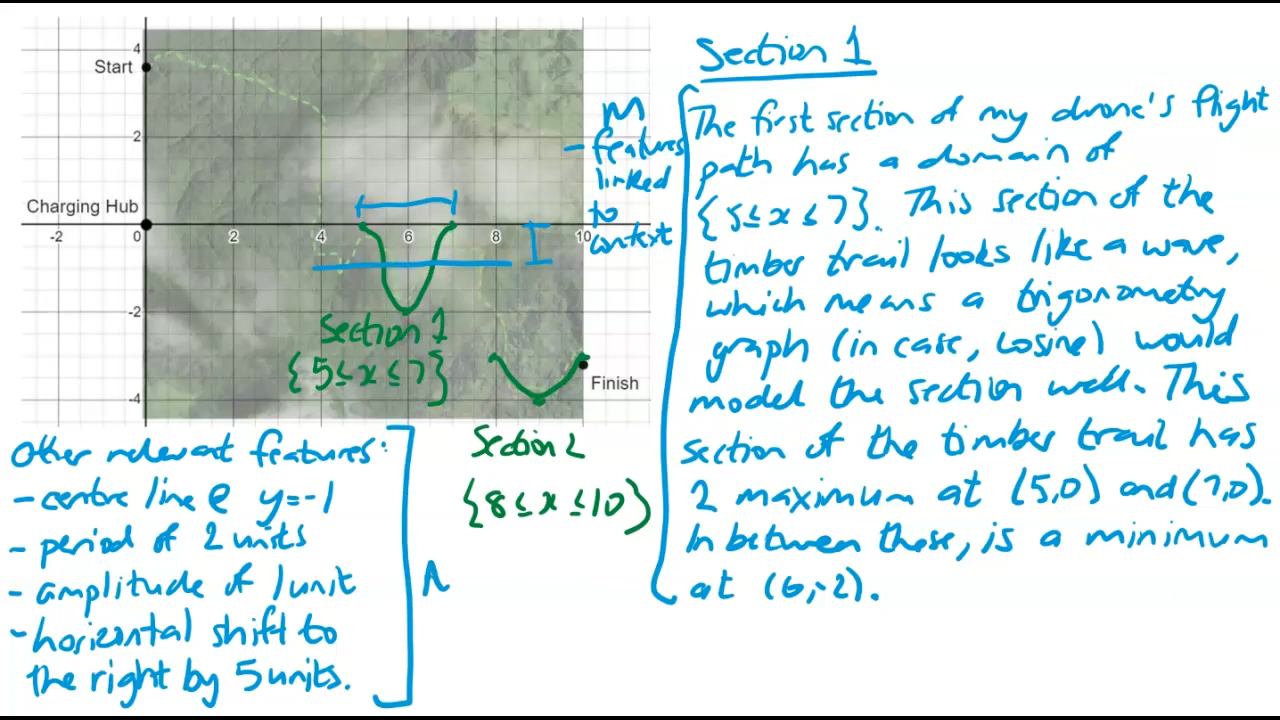 4
Start
2
Charging Hub
-2
0
2
4
6
8
10
-2
Section 1
{5≤x≤7}
-4
Finish
Section 2
{8≤x≤10}
M
- features
linked
to
context
Section 1
The first section of my drone's flight
path has a domain of
{5≤x≤7}. This section of the
timber trail looks like a wave,
which means a trigonometry
graph (in case, cosine) would
model the section well. This
section of the timber trail has
2 maximum at (5,0) and (7,0).
In between these, is a minimum
at (6,-2).
Other relevant features:
- centre line @ y=-1
- period of 2 units
- amplitude of 1 unit
- horizontal shift to
the right by 5 units.